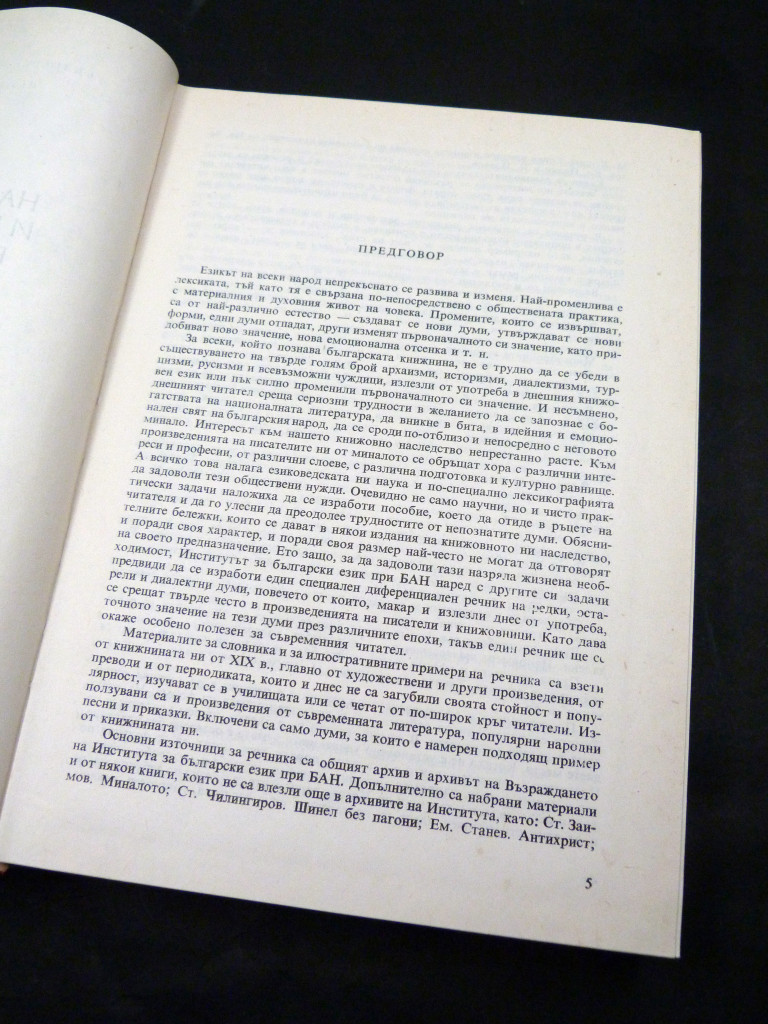 ПРЕДГОВОР
Езикът на всеки народ непрекъснато се развива и изменя. Най-променлива е
лексиката, тъй като тя е свързана по-непосредствено с обществената практика,
с материалния и духовния живот на човека. Промените, които се извършват,
са от най-различно естество — създават се нови думи, утвърждават се нови
форми, едни думи отпадат, други изменят първоначалното си значение, като при-
добиват ново значение, нова емоционална отсенка и т. н.
За всеки, който познава българската книжнина, не е трудно да се убеди в
съществуването на твърде голям брой архаизми, историзми, диалектизми, тур-
цизми, русизми и всевъзможни чуждици, излезли от употреба в днешния книжо-
вен език или пък силно променили първоначалното си значение. И несъмнено,
днешният читател среща сериозни трудности в желанието да се запознае с бо-
гатствата на националната литература, да вникне в бита, в идейния и емоцио-
нален свят на българския народ, да се сроди по-отблизо и непосредно с неговото
минало. Интересът към нашето книжовно наследство непрестанно расте. Към
произведенията на писателите ни от миналото се обръщат хора с различни инте-
реси и професии, от различни слоеве, с различна подготовка и културно равнище.
А всичко това налага езиковедската ни наука и по-специално лексикографията
да задоволи тези обществени нужди. Очевидно не само научни, но и чисто прак-
тически задачи наложиха да се изработи пособие, което да отиде в ръцете на
читателя и да го улесни да преодолее трудностите от непознатите думи. Обясни-
телните бележки, които се дават в някои издания на книжовното ни наследство,
и поради своя характер, и поради своя размер най-често не могат да отговорят
на своето предназначение. Ето защо, за да задоволи тази назряла жизнена необ-
ходимост, Институтът за български език при БАН наред с другите си задачи
предвиди да се изработи един специален диференциален речник на редки, оста-
рели и диалектни думи, повечето от които, макар и излезли днес от употреба,
се срещат твърде често в произведенията на писатели и книжовници. Като дава
точното значение на тези думи през различните епохи, такъв един речник ще се
окаже особено полезен за съвременния читател.
Материалите за словника и за илюстративните примери на речника са взети
от книжнината ни от XIX в., главно от художествени и други произведения, от
преводи и от периодиката, които и днес не са загубили своята стойност и попу-
лярност, изучават се в училищата или се четат от по-широк кръг читатели. Из-
ползувани са и произведения от съвременната литература, популярни народни
песни и приказки. Включени са само думи, за които е намерен подходящ пример
от книжнината ни.
Основни източници за речника са общият архив и архивът на Възраждането
на Института за български език при БАН. Допълнително са набрани материали
и от някои книги, които не са влезли още в архивите на Института, като: Ст. Заи-
мов. Миналото; Ст. Чилингиров. Шинел без пагони; Ем. Станев. Антихрист;
5